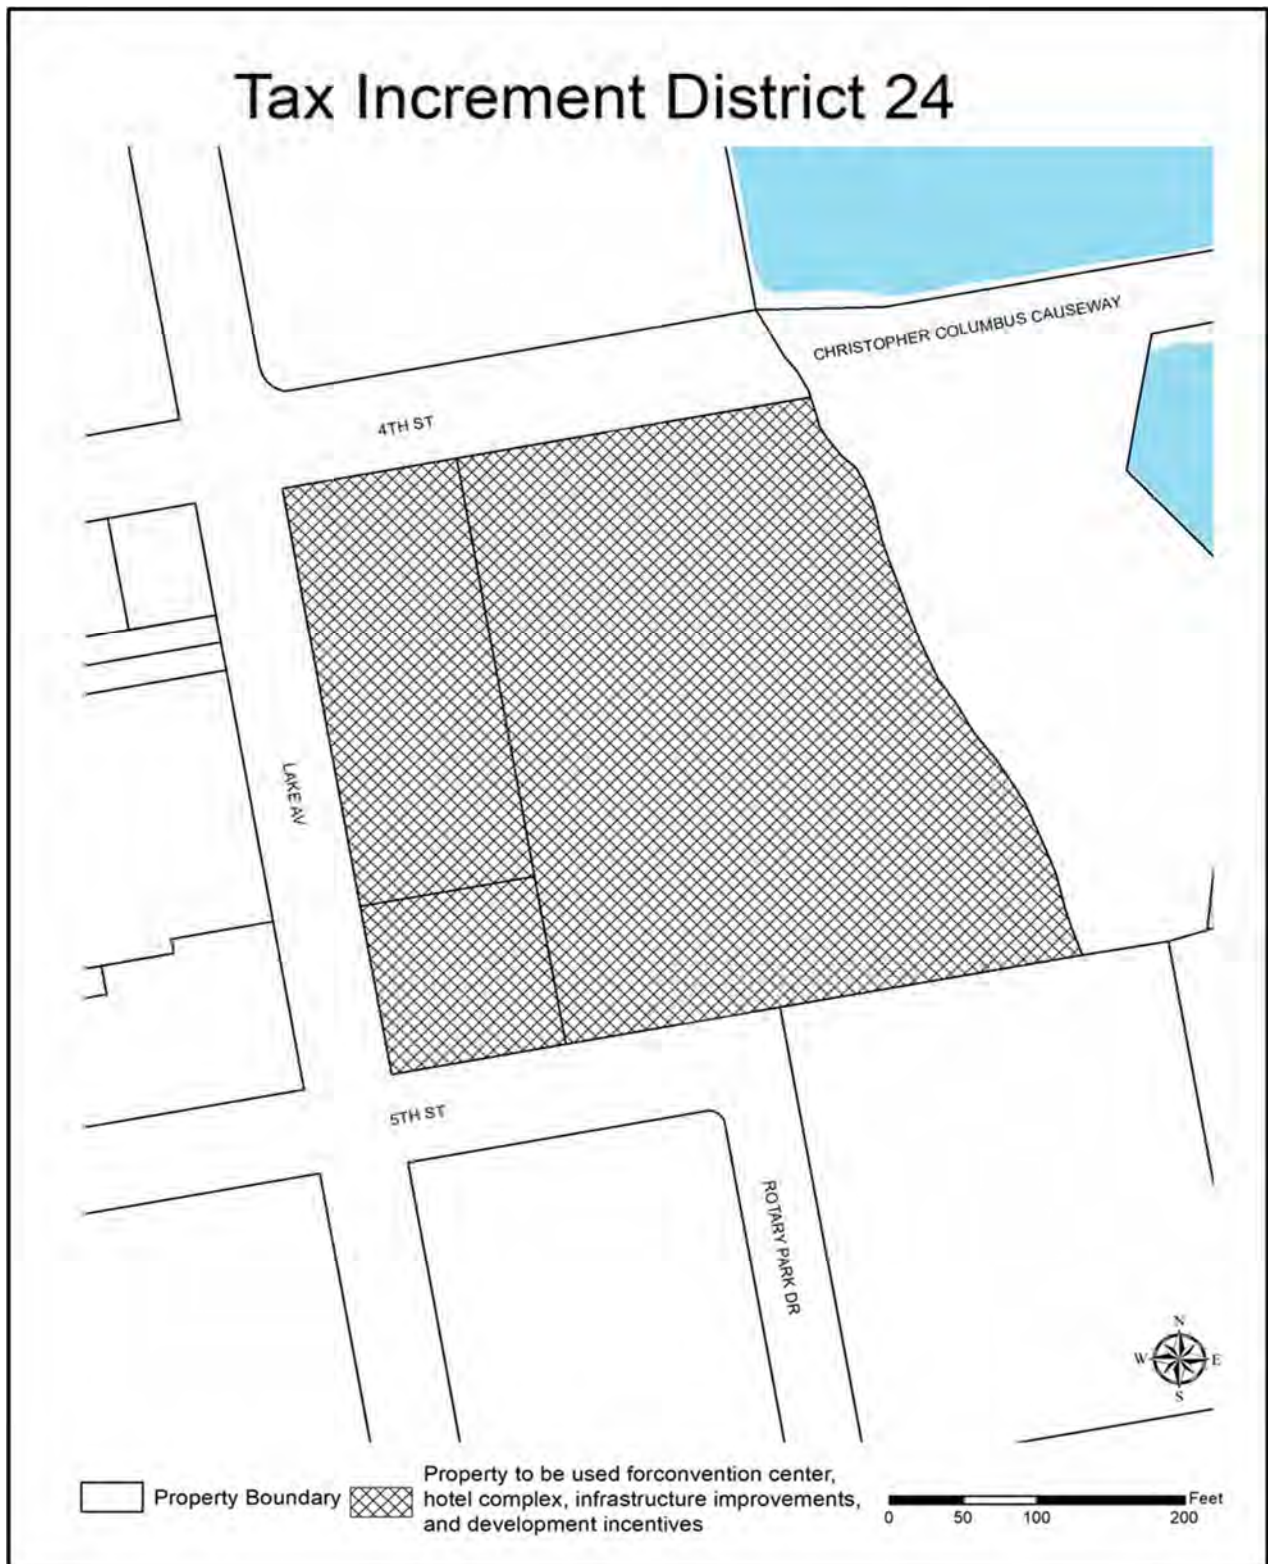 Tax Increment District 24
CHRISTOPHER COLUMBUS CAUSEWAY
4TH ST
LAKE AV
5TH ST
ROTARY PARK DR
N
W E
S
Property Boundary
Property to be used forconvention center,
hotel complex, infrastructure improvements,
and development incentives
Feet
0 50 100 200